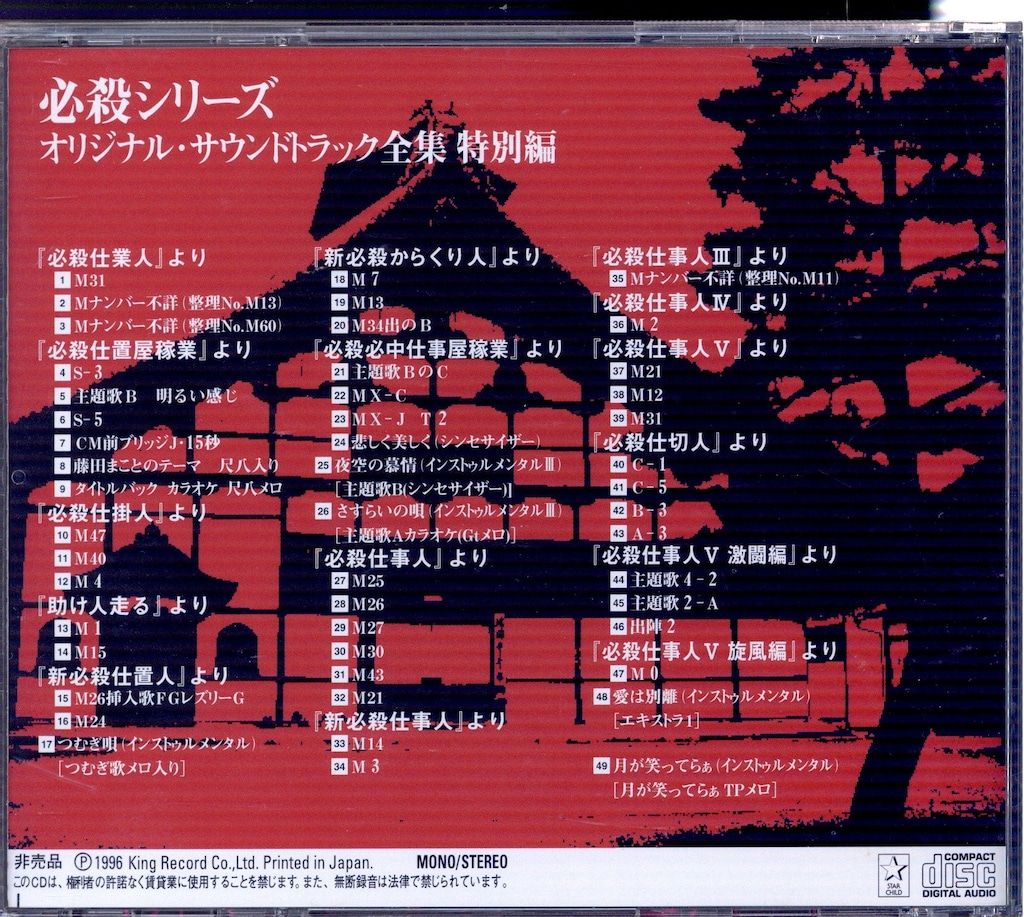 必殺シリーズ
オリジナル・サウンドトラック全集 特別編
『必殺仕業人』より
1 M31
2 Mナンバー不詳(整理No.M13)
3 Mナンバー不詳(整理No.M60)
『必殺仕置屋稼業』より
4 S-3
5 主題歌B 明るい感じ
6 S-5
7 CM前ブリッジJ・15秒
8 藤田まことのテーマ 尺八入り
9 タイトルバック カラオケ 尺八メロ
『必殺仕掛人』より
10 M47
11 M40
12 M4
『助け人走る』より
13 M1
14 M15
『新必殺仕置人』より
15 M26挿入歌FGレズリーG
16 M24
17 つむぎ唄(インストゥルメンタル)
[つむぎ歌メロ入り]
『新必殺からくり人』より
18 M7
19 M13
20 M34出のB
『必殺必中仕事屋稼業』より
21 主題歌BのC
22 MX-C
23 MX-J T2
24 悲しく美しく(シンセサイザー)
25 夜空の慕情(インストゥルメンタルIII)
[主題歌B(シンセサイザー)]
26 さすらいの唄(インストゥルメンタルIII)
[主題歌Aカラオケ(Gtメロ)]
『必殺仕事人』より
27 M25
28 M26
29 M27
30 M30
31 M43
32 M21
『新必殺仕事人』より
33 M14
34 M3
『必殺仕事人III』より
35 Mナンバー不詳(整理No.M11)
『必殺仕事人IV』より
36 M2
『必殺仕事人V』より
37 M21
38 M12
39 M31
『必殺仕切人』より
40 C-1
41 C-5
42 B-3
43 A-3
『必殺仕事人V 激闘編』より
44 主題歌4-2
45 主題歌2-A
46 出陣2
『必殺仕事人V 旋風編』より
47 M0
48 愛は別離(インストゥルメンタル)
[エキストラ1]
49 月が笑ってらぁ(インストゥルメンタル)
[月が笑ってらぁTPメロ]
非売品 Ⓟ1996 King Record Co.,Ltd. Printed in Japan. MONO/STEREO
このCDは、権利者の許諾なく賃貸業に使用することを禁じます。また、無断録音は法律で禁じられています。
STAR CHILD
COMPACT disc DIGITAL AUDIO